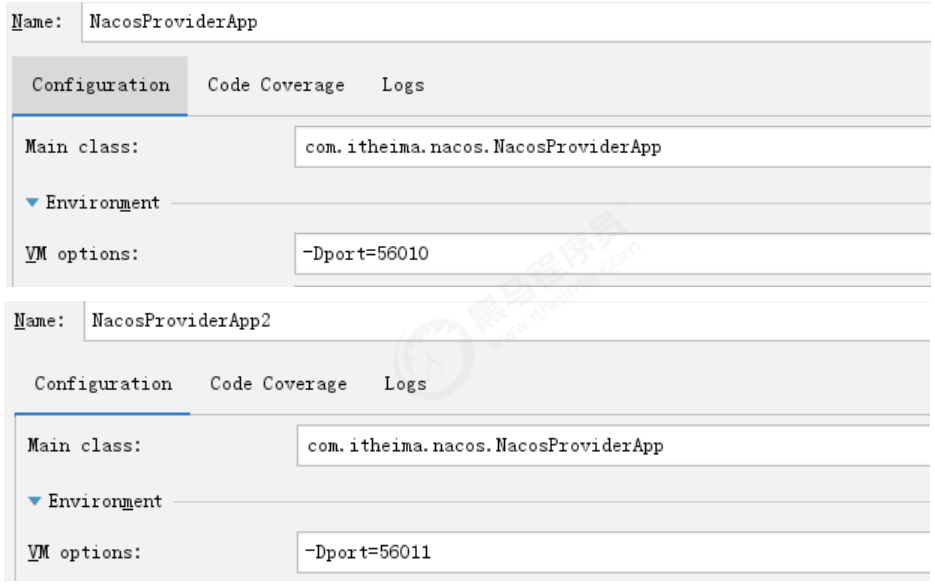 Name: NacosProviderApp
Configuration Code Coverage Logs
Main class: com.itheima.nacos.NacosProviderApp
Environment
VM options: -Dport=56010
黑马程序员
www.itheima.com
Name: NacosProviderApp2
Configuration Code Coverage Logs
Main class: com.itheima.nacos.NacosProviderApp
Environment
VM options: -Dport=56011